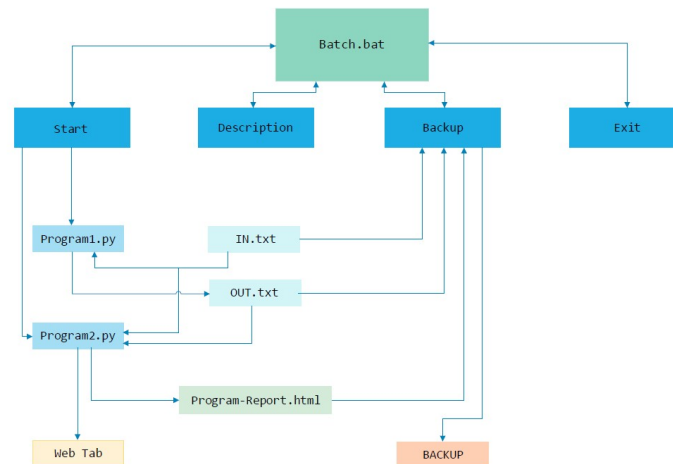 Batch.bat
Start
Description
Backup
Exit
Program1.py
IN.txt
OUT.txt
Program2.py
Program-Report.html
Web Tab
BACKUP